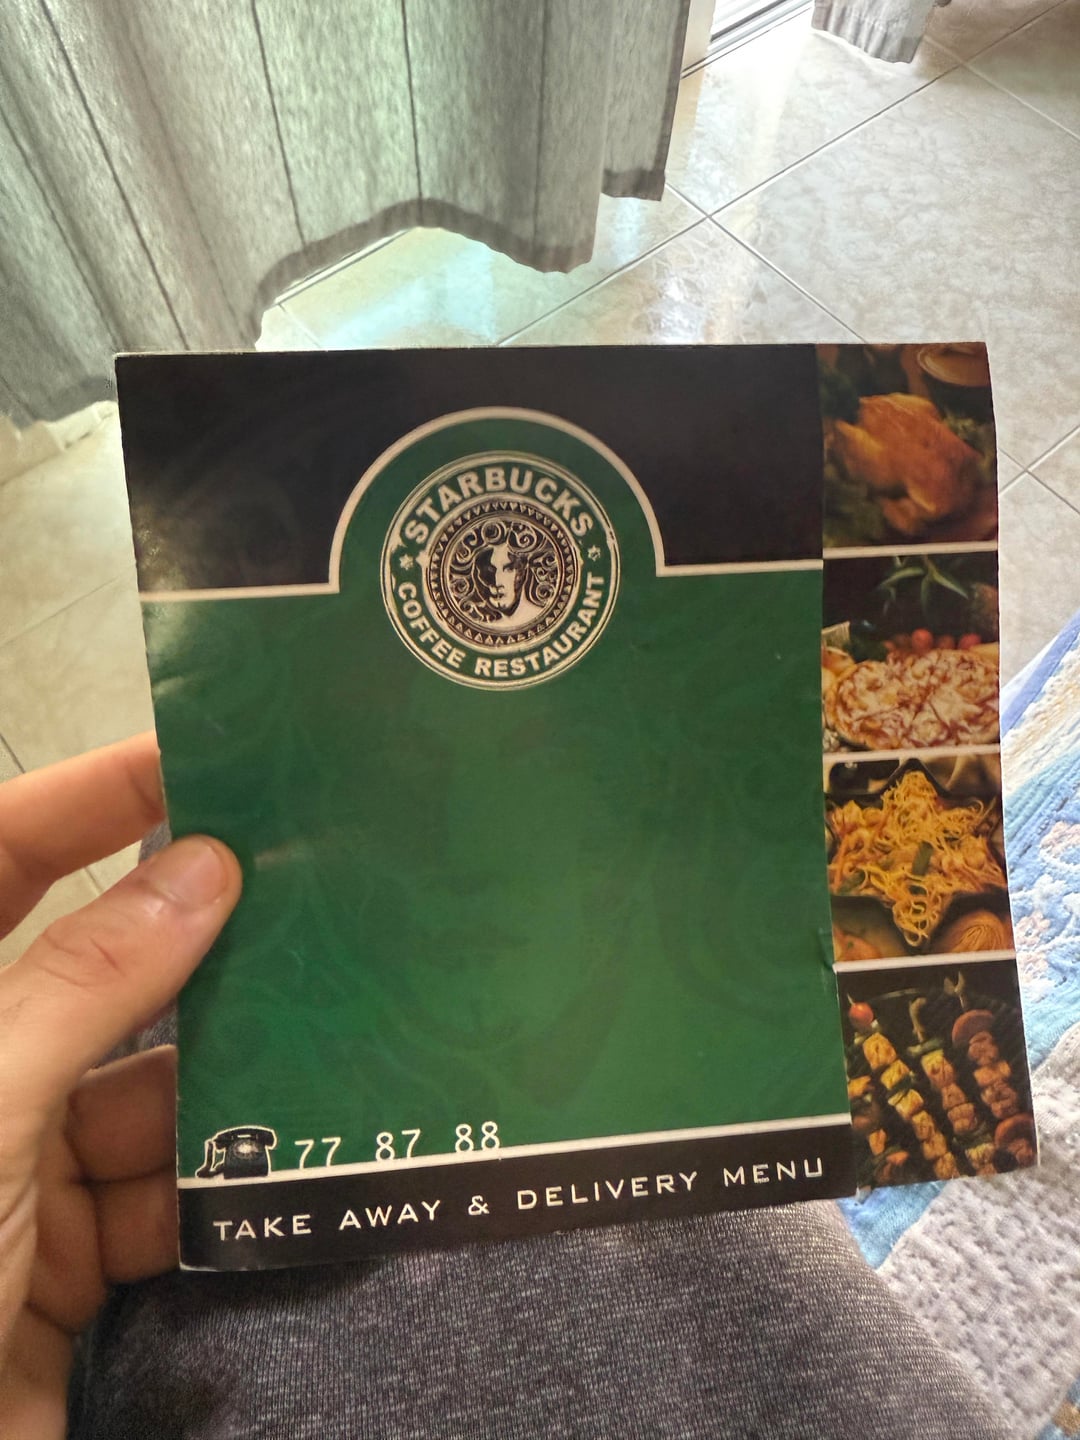 STARBUCKS
COFFEE RESTAURANT
77 87 88
TAKE AWAY & DELIVERY MENU